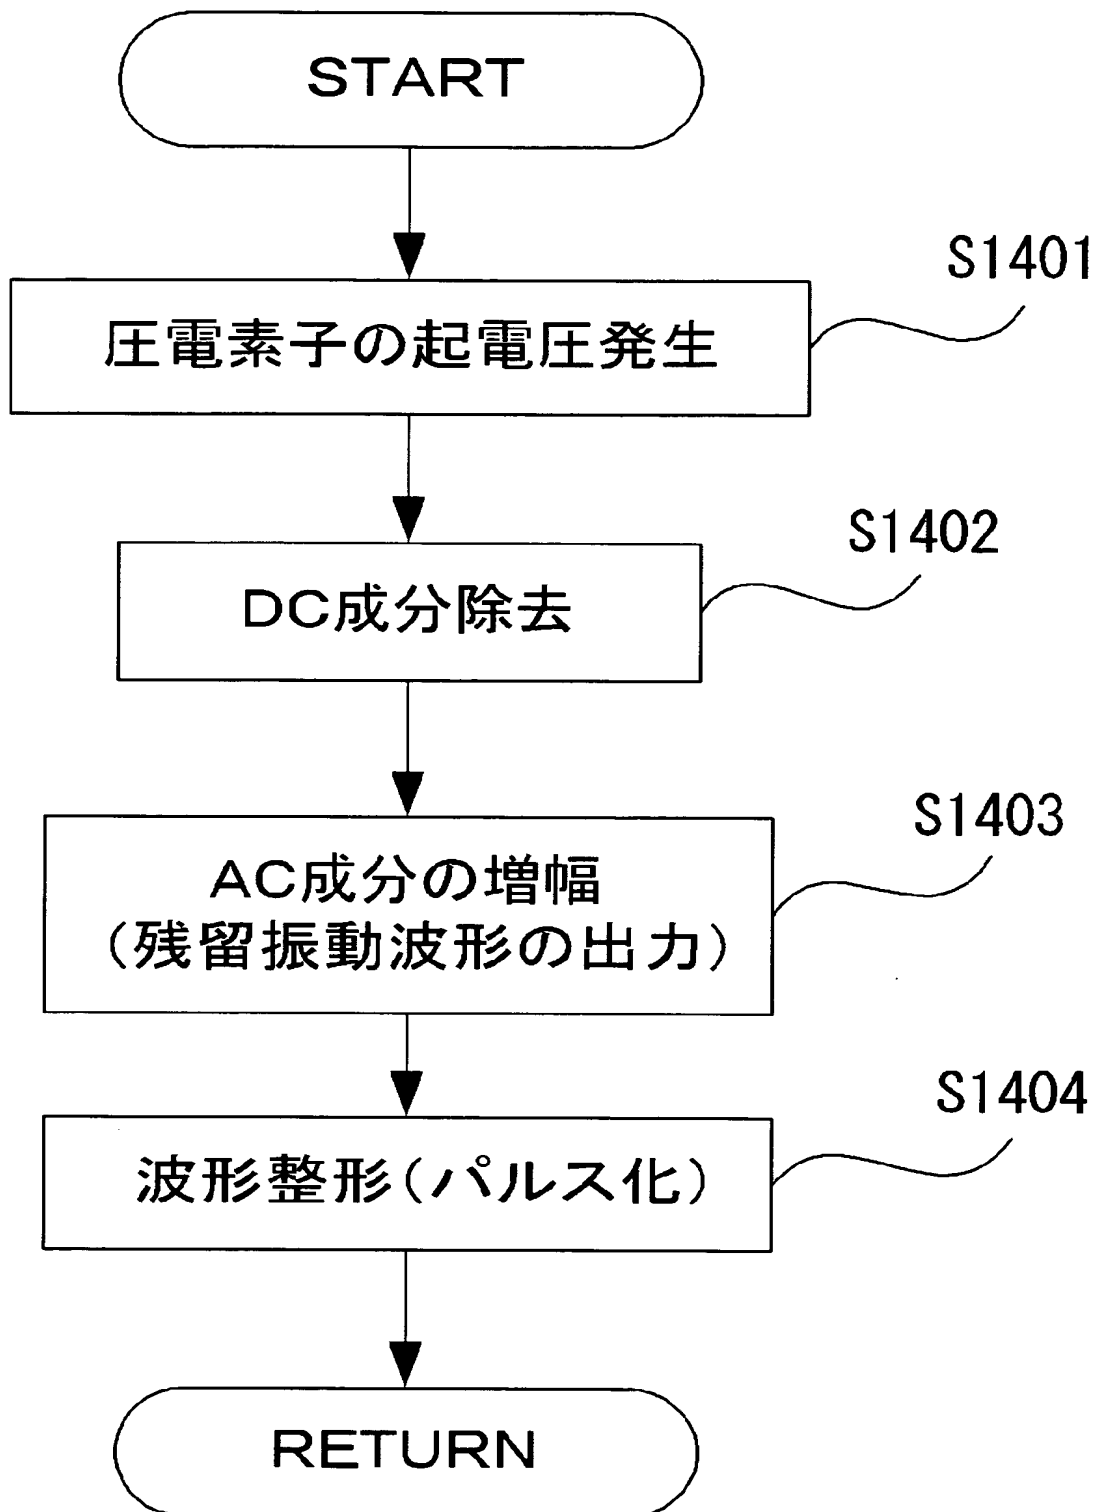 START
S1401
圧電素子の起電圧発生
S1402
DC成分除去
S1403
AC成分の増幅
(残留振動波形の出力)
S1404
波形整形(パルス化)
RETURN